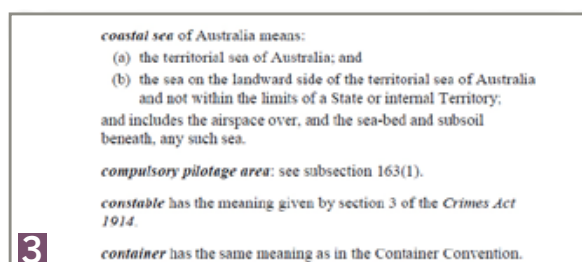 coastal sea of Australia means:
(a) the territorial sea of Australia; and
(b) the sea on the landward side of the territorial sea of Australia
and not within the limits of a State or internal Territory;
and includes the airspace over, and the sea-bed and subsoil
beneath, any such sea.
compulsory pilotage area: see subsection 163(1).
constable has the meaning given by section 3 of the Crimes Act
1914.
container has the same meaning as in the Container Convention.
3